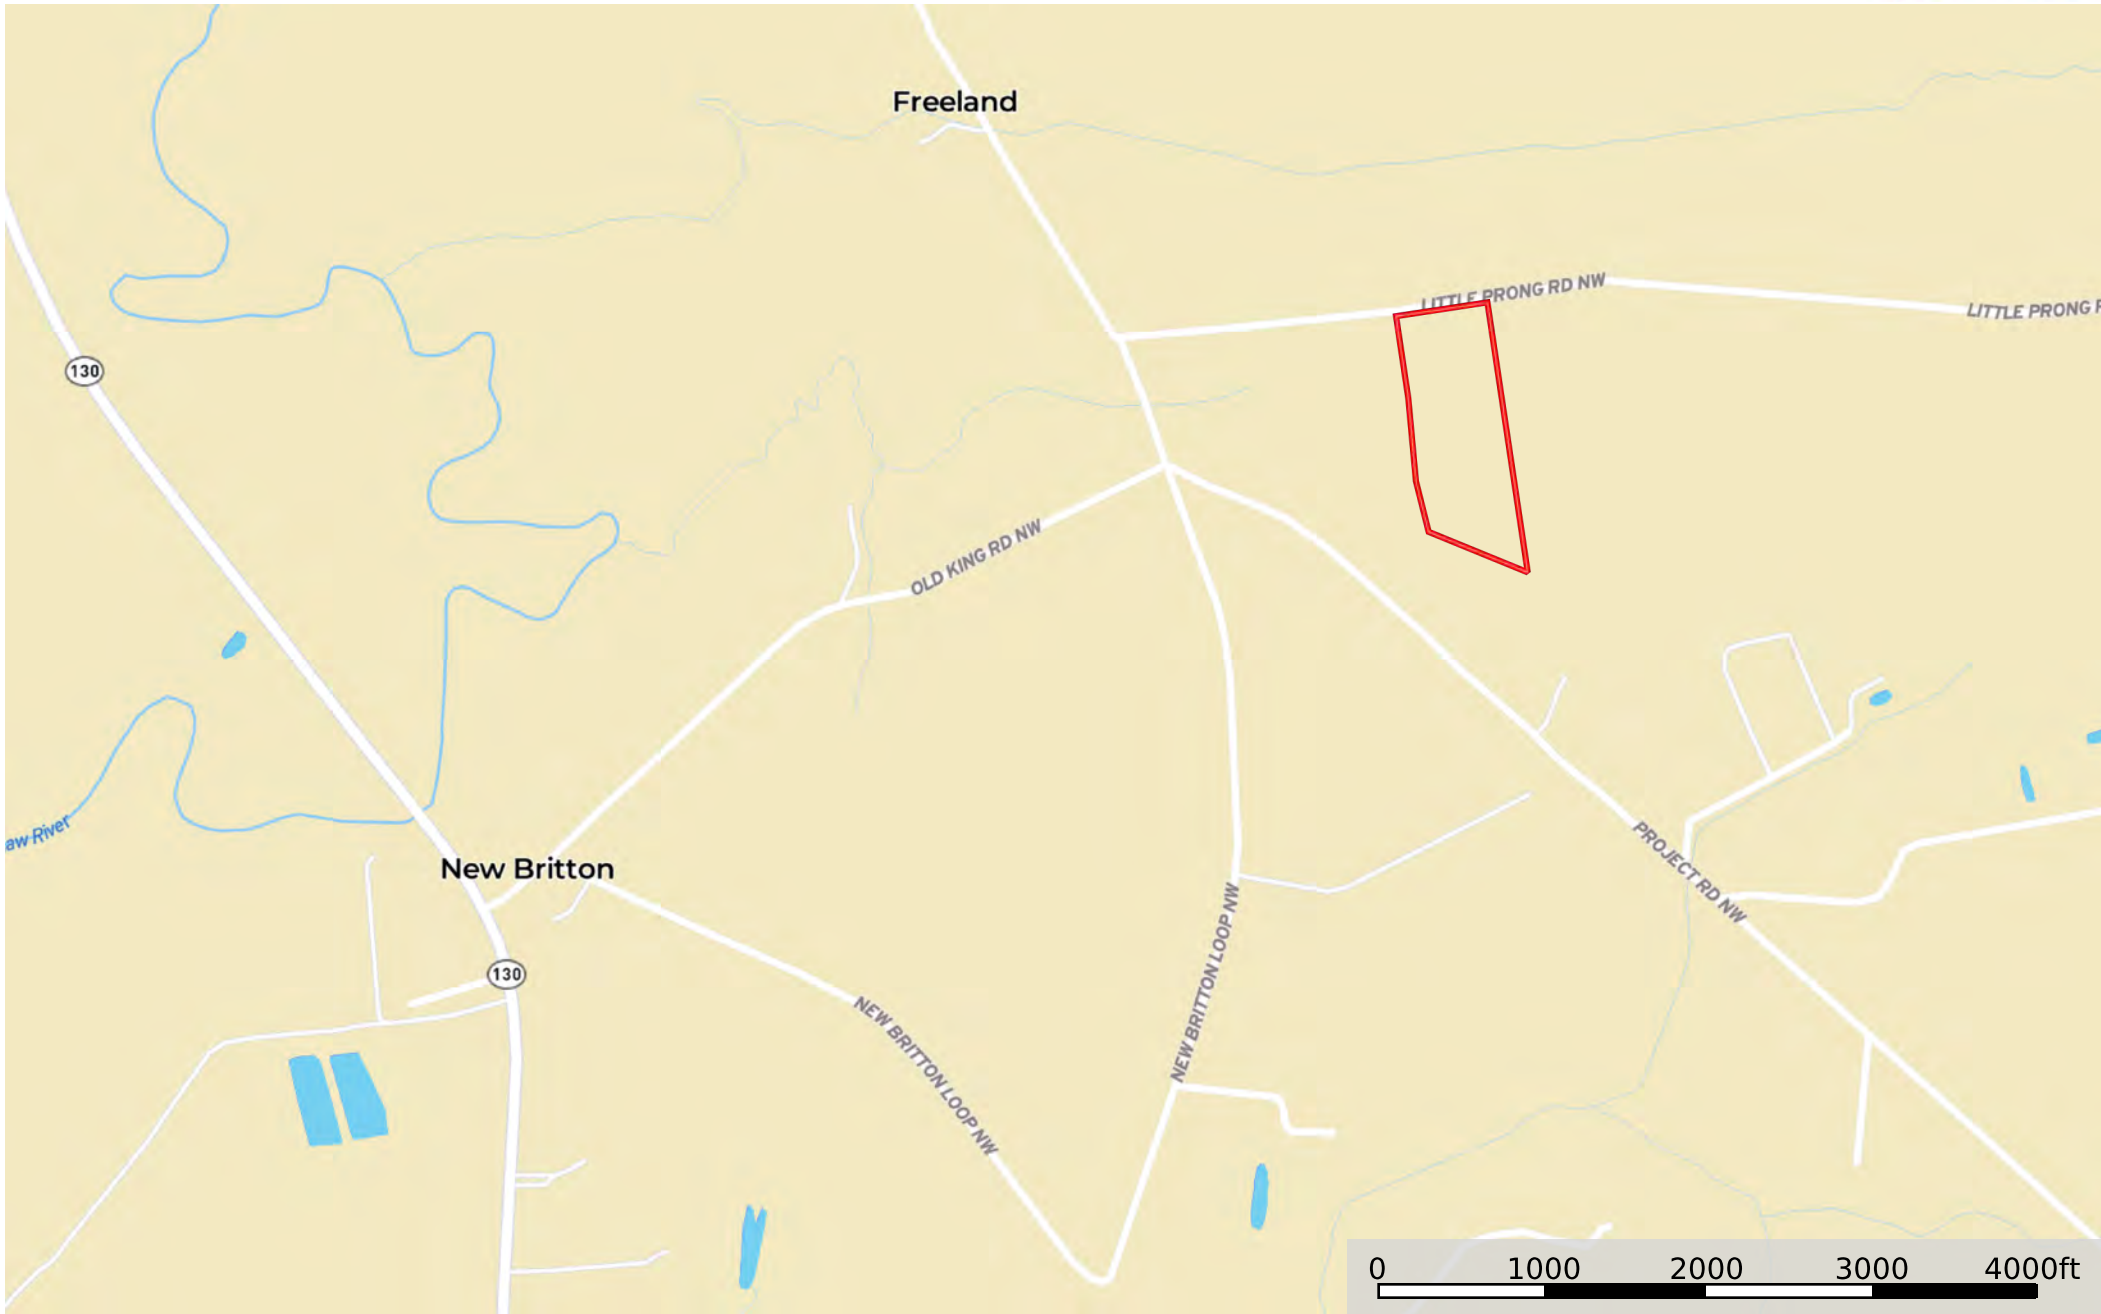 Freeland
LITTLE PRONG RD NW
LITTLE PRONG R
130
OLD KING RD NW
aw River
PROJECT RD NW
New Britton
NEW BRITTON LOOP NW
130
NEW BRITTON LOOP NW
0 1000 2000 3000 4000ft